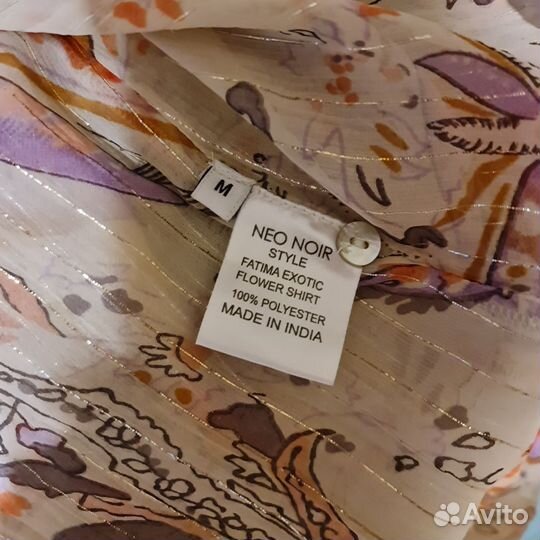 M
NEO NOIR
STYLE
FATIMA EXOTIC
FLOWER SHIRT
100% POLYESTER
MADE IN INDIA
Avito